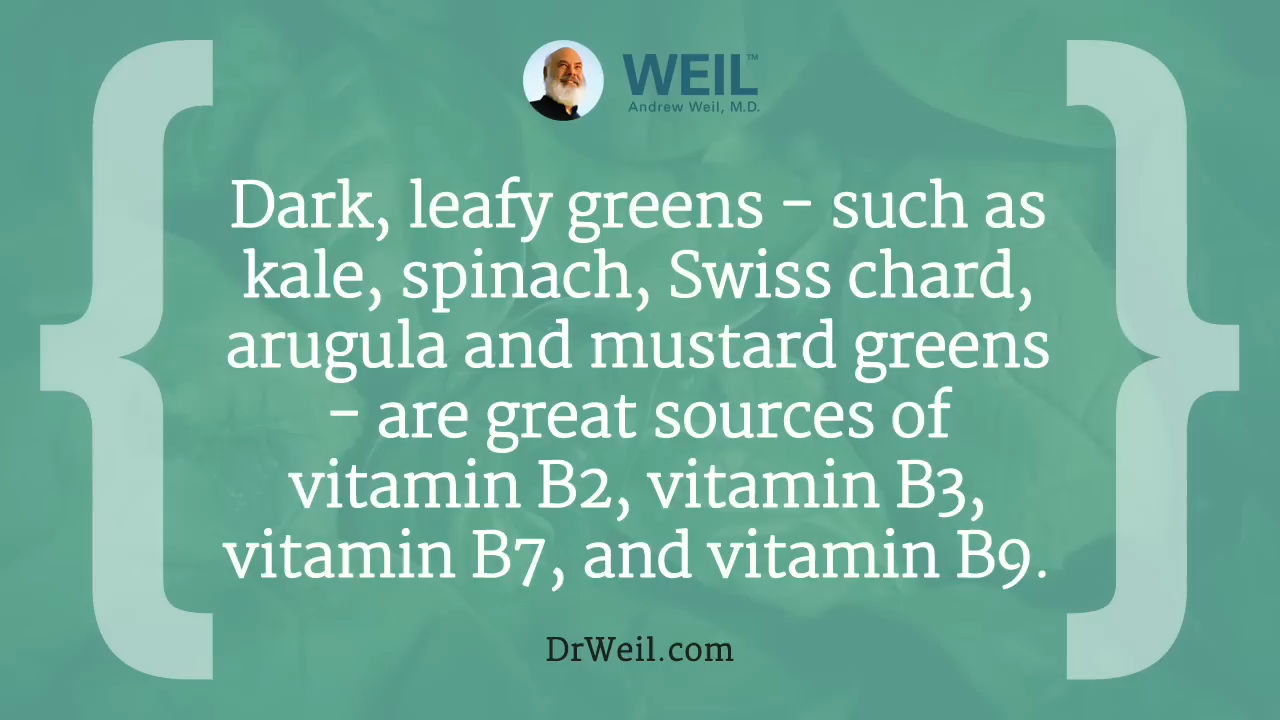 WEIL™
Andrew Weil, M.D.
Dark, leafy greens - such as
kale, spinach, Swiss chard,
arugula and mustard greens
- are great sources of
vitamin B2, vitamin B3,
vitamin B7, and vitamin B9.
DrWeil.com